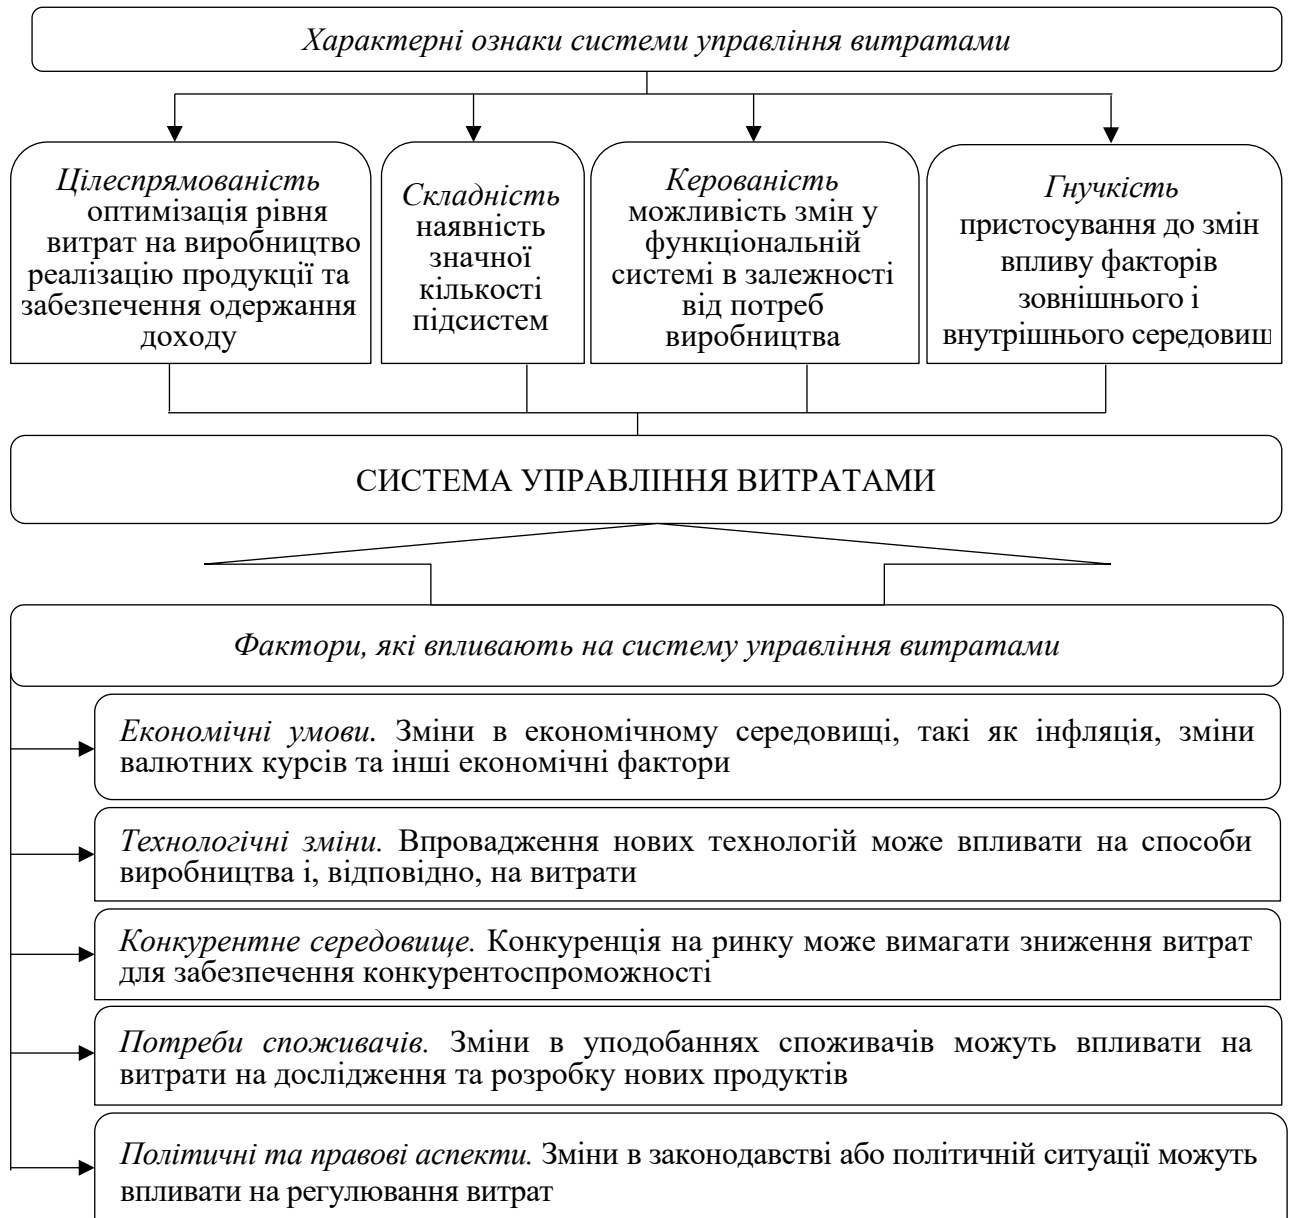 Характерні ознаки системи управління витратами
Цілеспрямованість
оптимізація рівня
витрат на виробництво
реалізацію продукції та
забезпечення одержання
доходу
Складність
наявність
значної
кількості
підсистем
Керованість
можливість змін у
функціональній
системі в залежності
від потреб
виробництва
Гнучкість
пристосування до змін
впливу факторів
зовнішнього і
внутрішнього середовищ
СИСТЕМА УПРАВЛІННЯ ВИТРАТАМИ
Фактори, які впливають на систему управління витратами
Економічні умови. Зміни в економічному середовищі, такі як інфляція, зміни
валютних курсів та інші економічні фактори
Технологічні зміни. Впровадження нових технологій може впливати на способи
виробництва і, відповідно, на витрати
Конкурентне середовище. Конкуренція на ринку може вимагати зниження витрат
для забезпечення конкурентоспроможності
Потреби споживачів. Зміни в уподобаннях споживачів можуть впливати на
витрати на дослідження та розробку нових продуктів
Політичні та правові аспекти. Зміни в законодавстві або політичній ситуації можуть
впливати на регулювання витрат